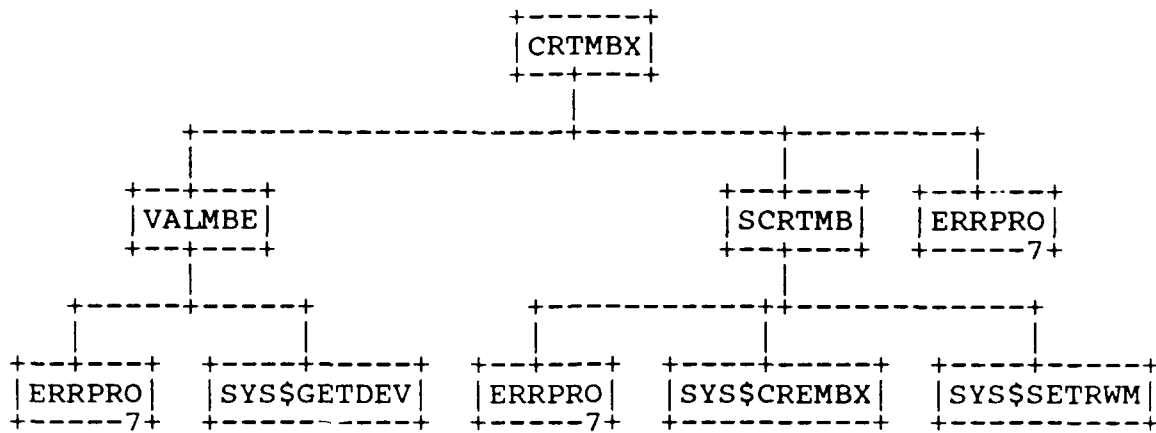 CRTMBX
VALMBE SCRTMB ERRPRO
7
ERRPRO SYS$GETDEV ERRPRO SYS$CREMBX SYS$SETRWM
7 7